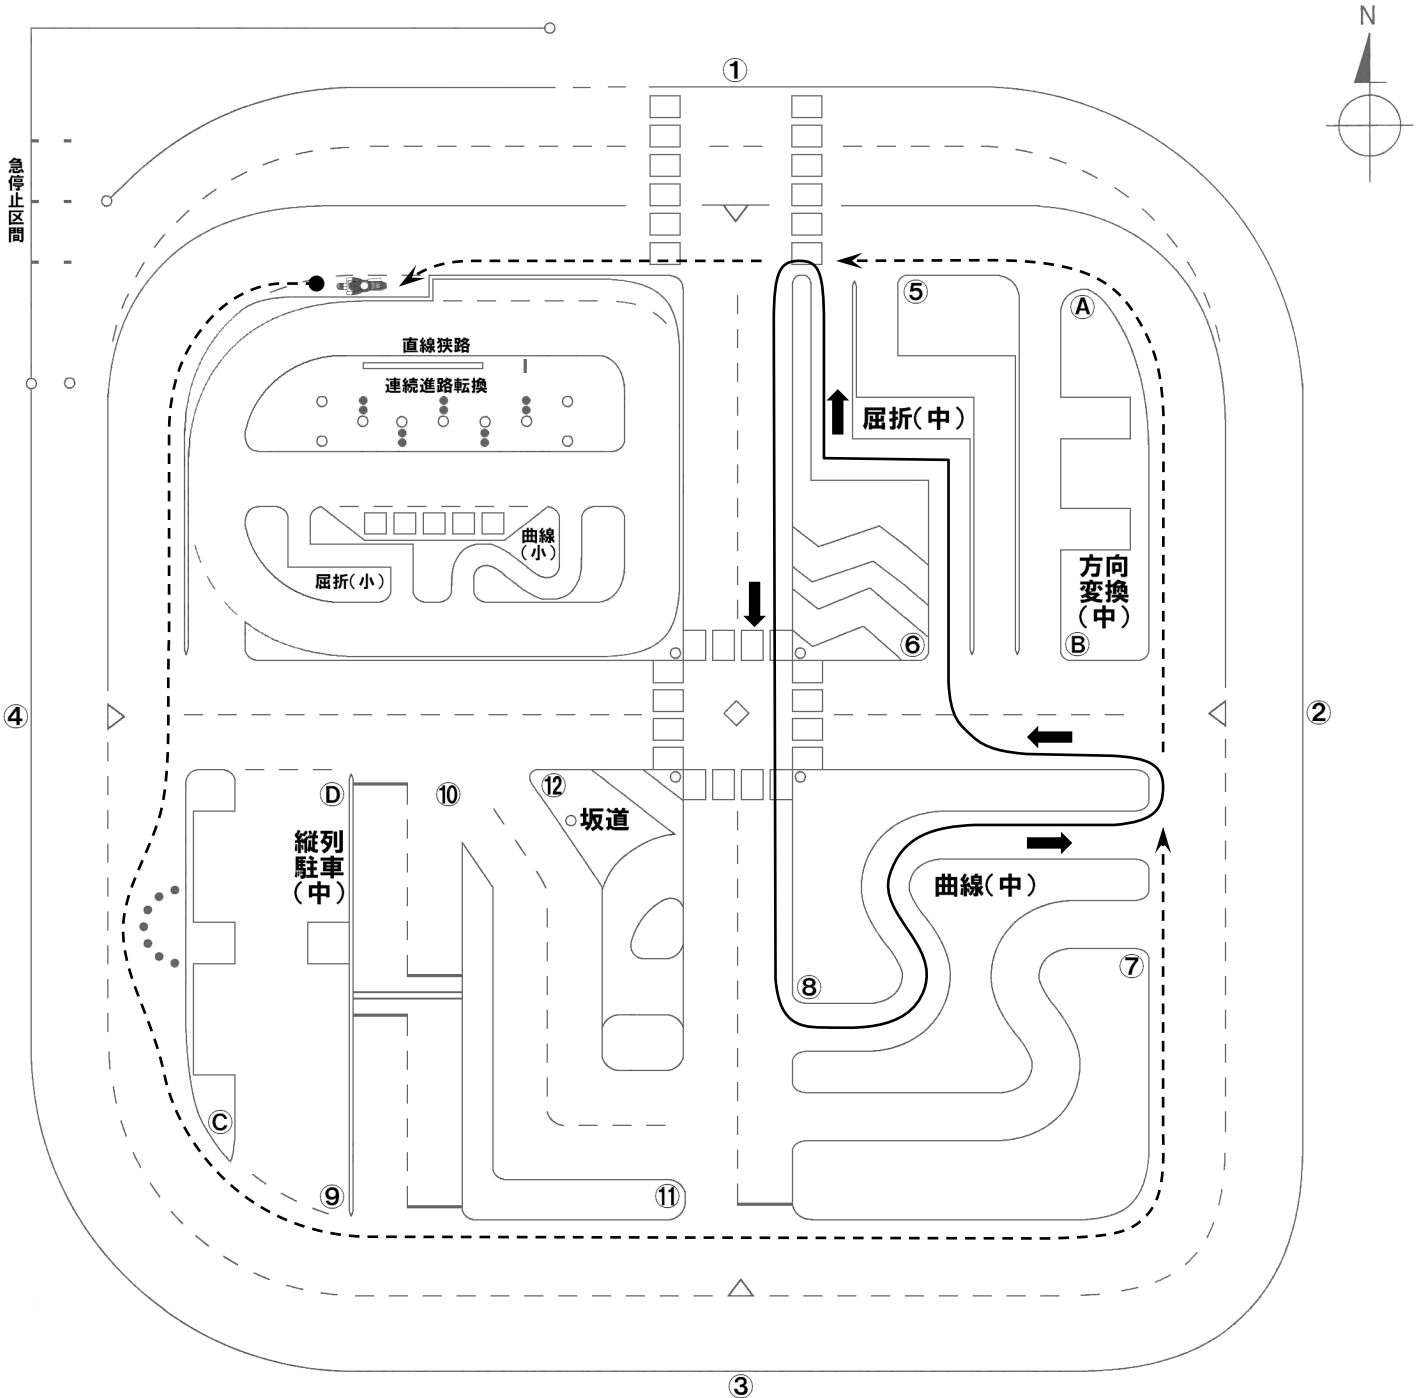 N
①
急停止区間
⑤
Ⓐ
直線狭路
連続進路転換
屈折(中)
曲線
(小)
屈折(小)
方向
変換
(中)
⑥
Ⓑ
④
②
Ⓓ
⑩
⑫
坂道
縦列
駐車
(中)
曲線(中)
⑦
⑧
Ⓒ
⑨
⑪
③